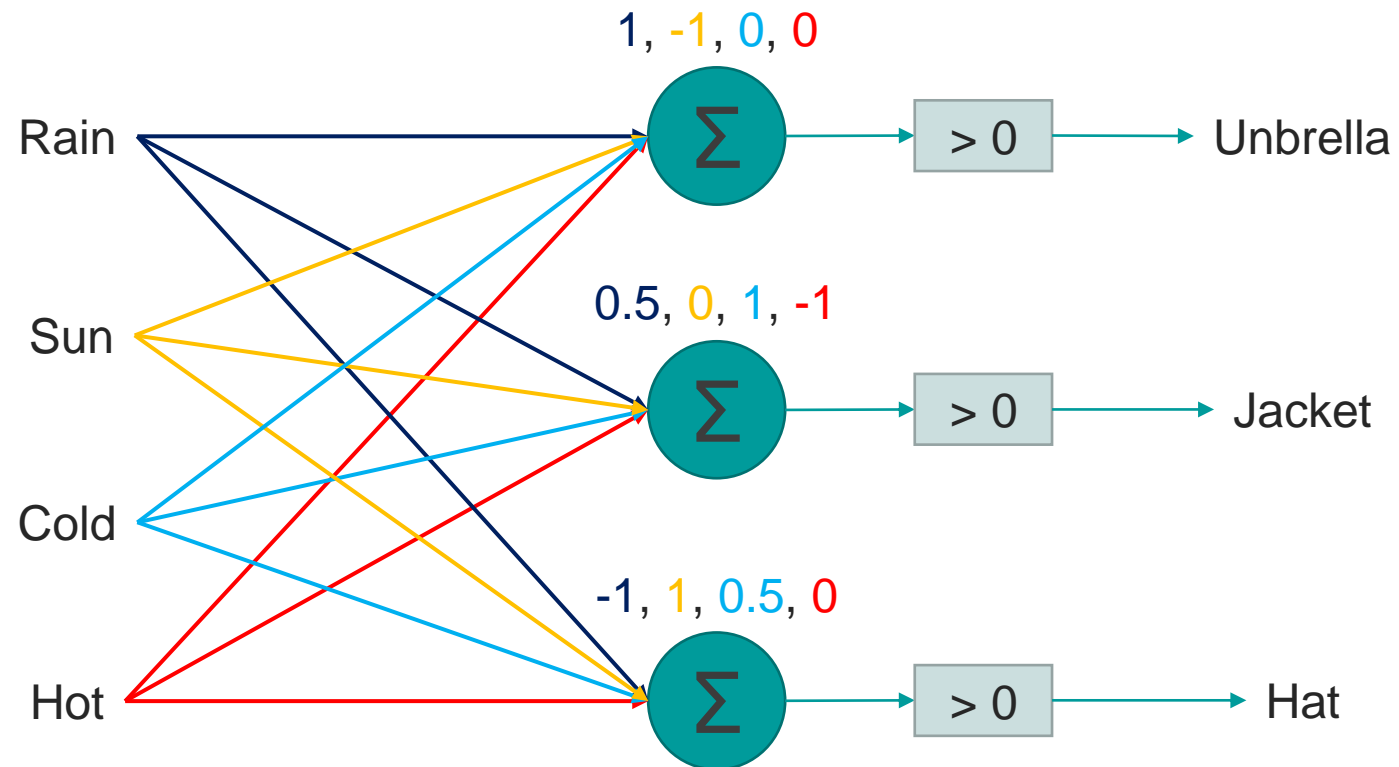 1, -1, 0, 0
Rain
Σ
> 0
Unbrella
0.5, 0, 1, -1
Sun
Σ
> 0
Jacket
Cold
-1, 1, 0.5, 0
Hot
Σ
> 0
Hat